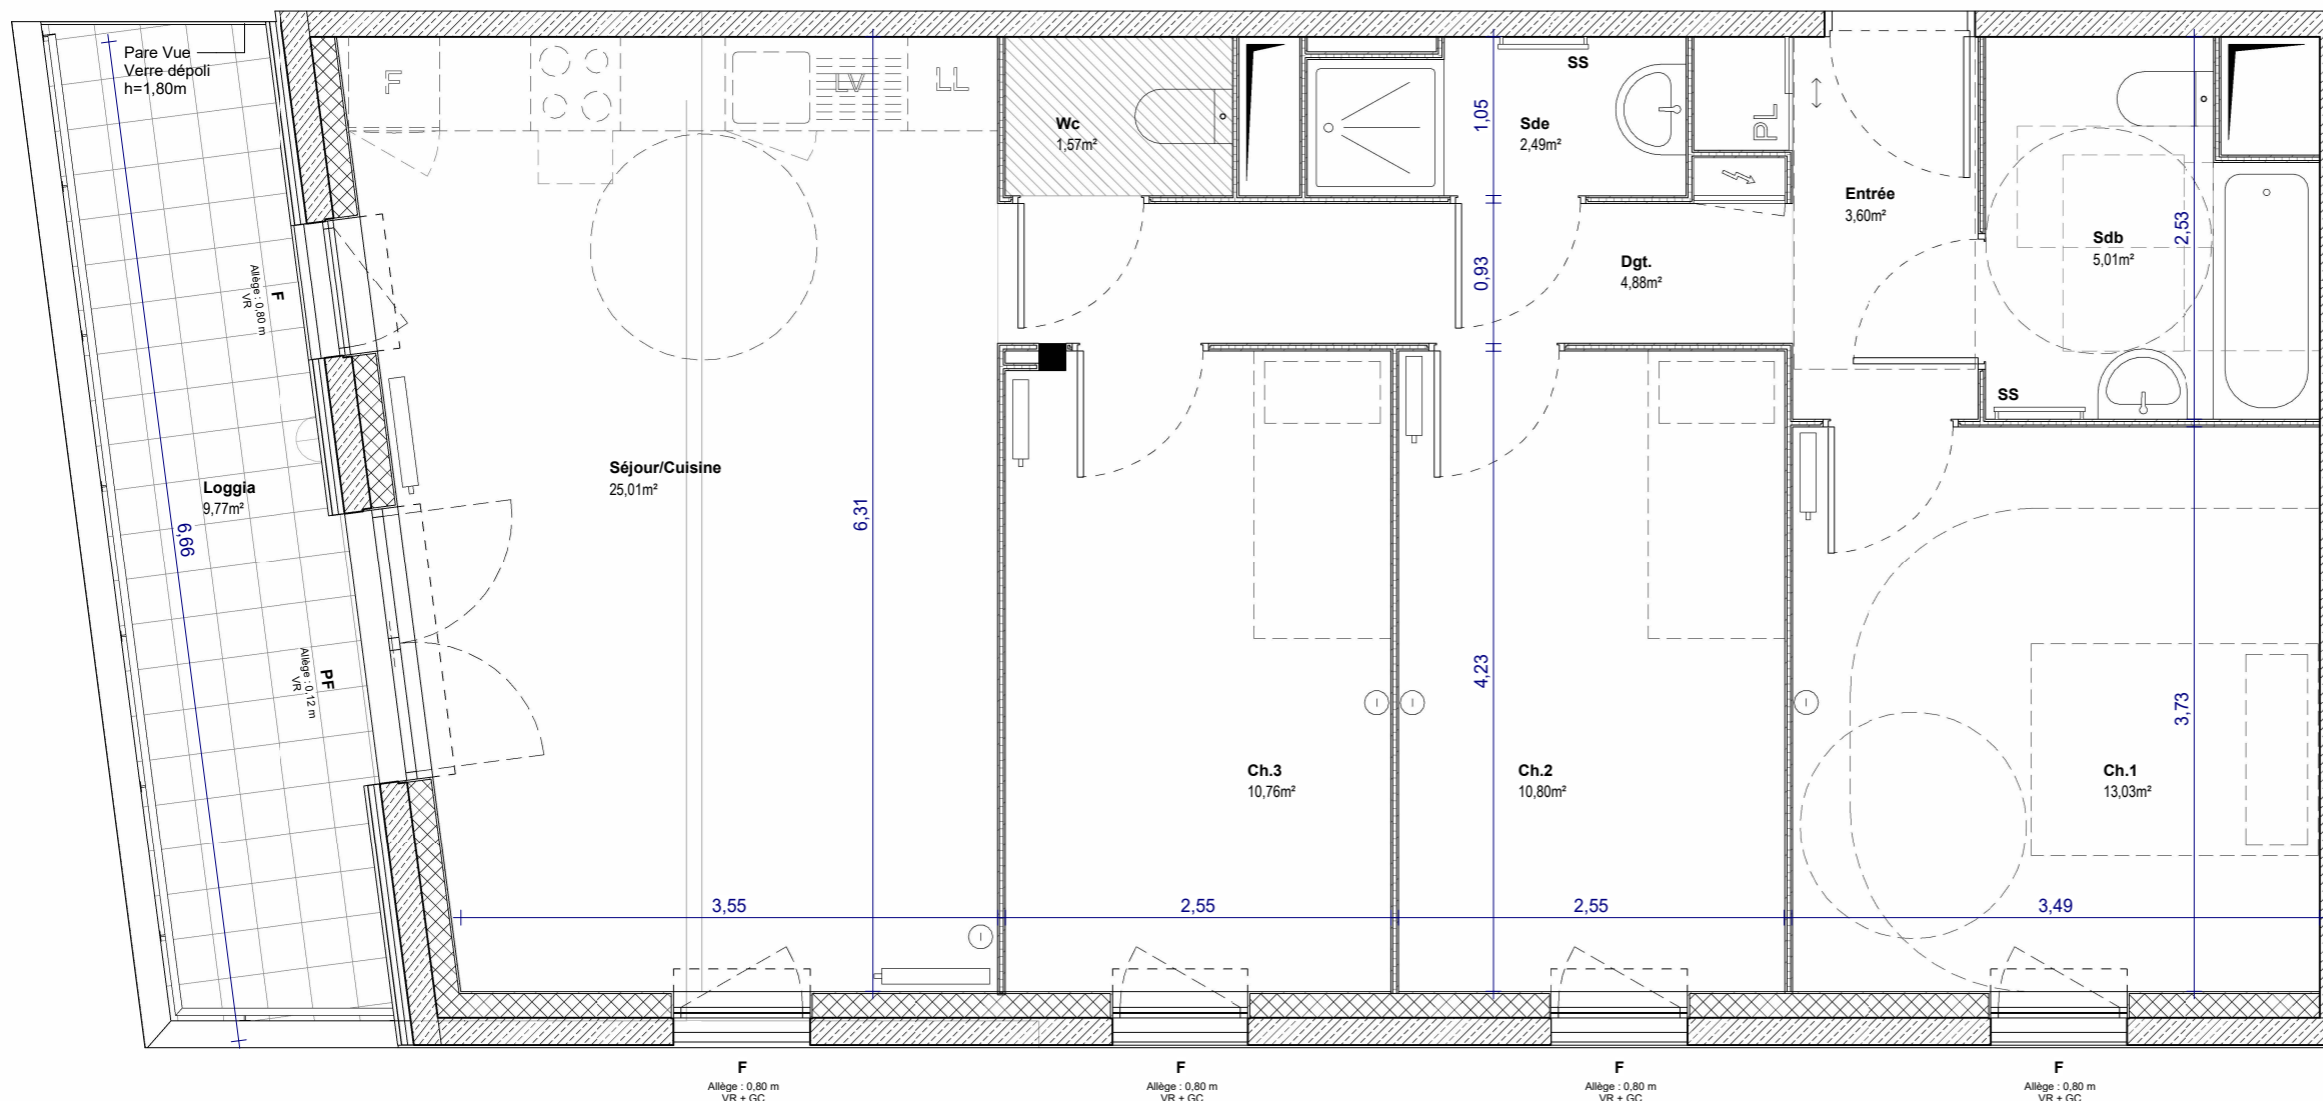 Pare Vue
Verre dépoli
h=1,80m
F
LV
LL
Wc
1,57m²
SS
Sde
2,49m²
1,05
PL
Entrée
3,60m²
Sdb
5,01m²
2,53
Dgt.
4,88m²
0,93
F
Allège : 0,80 m
VR
SS
Séjour/Cuisine
25,01m²
Loggia
9,77m²
6,66
6,31
PF
Allège : 0,12 m
VR
4,23
3,73
Ch.3
10,76m²
Ch.2
10,80m²
Ch.1
13,03m²
3,55
2,55
2,55
3,49
F
Allège : 0,80 m
VR + GC
F
Allège : 0,80 m
VR + GC
F
Allège : 0,80 m
VR + GC
F
Allège : 0,80 m
VR + GC